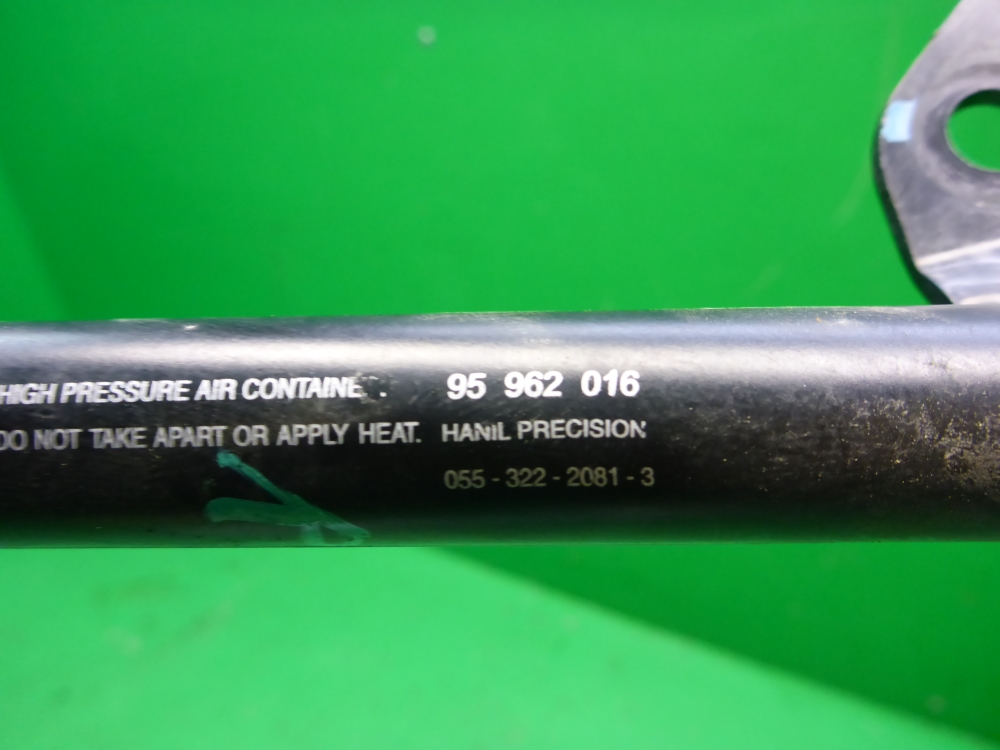 HIGH PRESSURE AIR CONTAINE . 95 962 016
DO NOT TAKE APART OR APPLY HEAT. HANIL PRECISION
055 - 322 - 2081 - 3